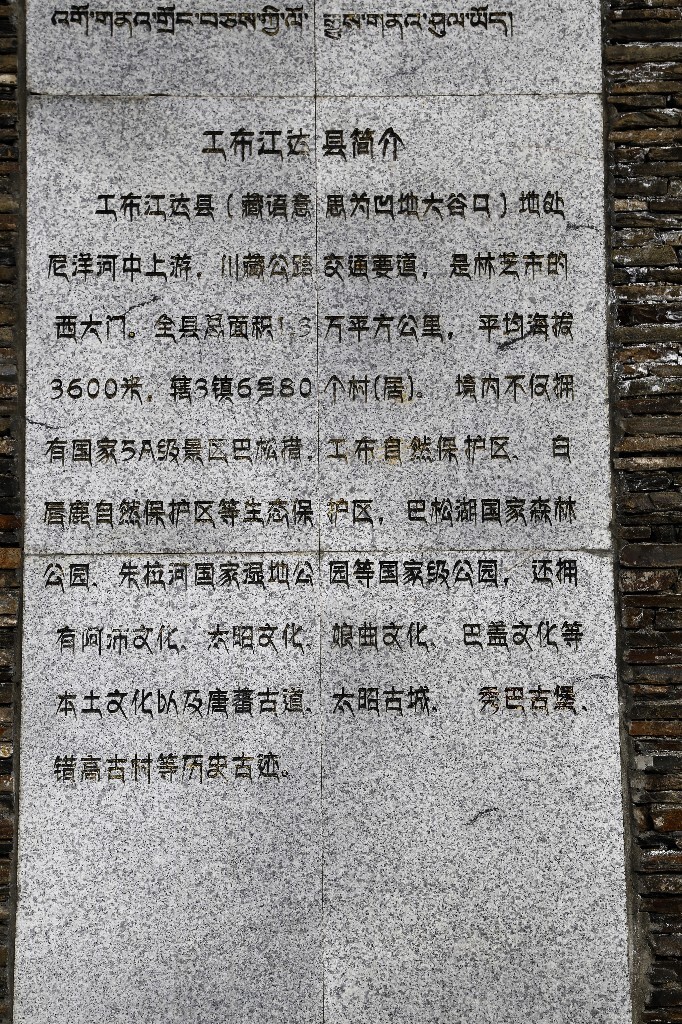 འགོ་གནའ་གྲོང་བཅས་ཀྱི་ལོ་རྒྱུས་གནའ་ཤུལ་ཡོད།
工布江达县简介
工布江达县(藏语意思为凹地大谷口)地处
尼洋河中上游,川藏公路交通要道,是林芝市的
西大门。全县总面积1.3万平方公里,平均海拔
3600米,辖3镇6乡80个村(居)。境内不仅拥
有国家5A级景区巴松措、工布自然保护区、白
唇鹿自然保护区等生态保护区,巴松湖国家森林
公园、朱拉河国家湿地公园等国家级公园,还拥
有阿沛文化、太昭文化、娘曲文化、巴盖文化等
本土文化以及唐蕃古道、太昭古城、秀巴古堡、
错高古村等历史古迹。